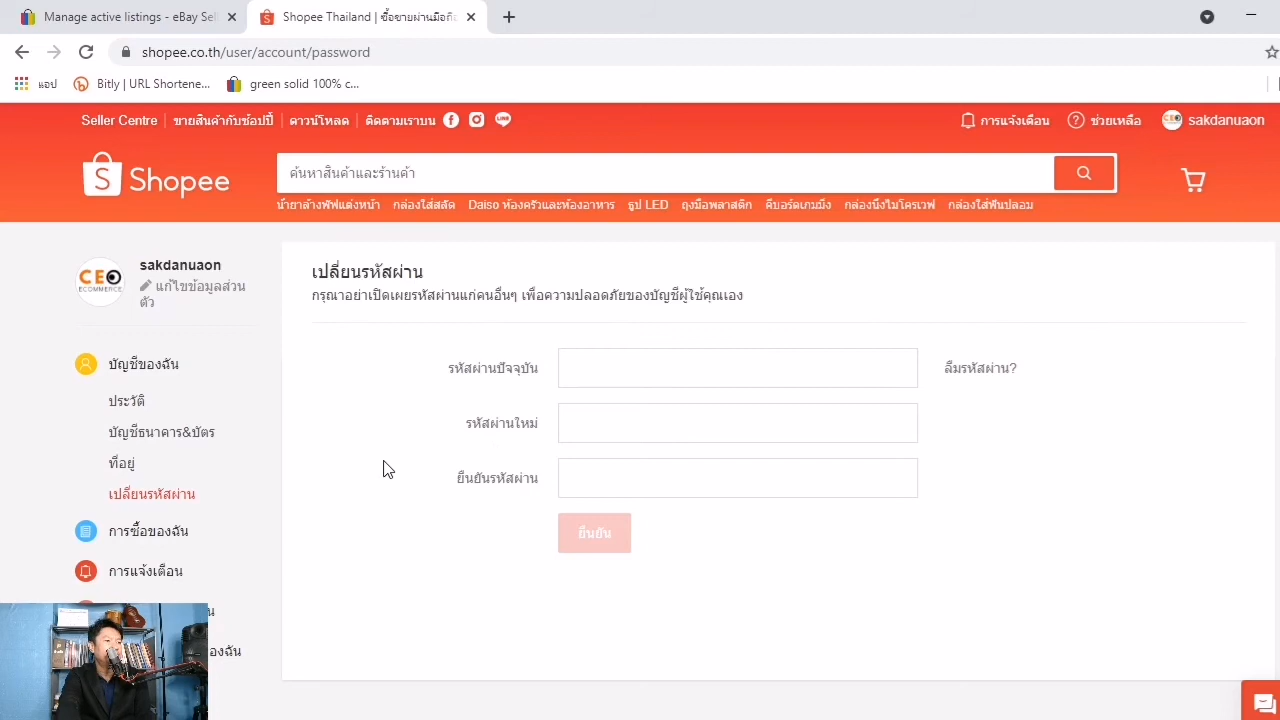 Manage active listings - eBay Sell
Shopee Thailand | ซื้อขายผ่านมือถือ
shopee.co.th/user/account/password
แอป
Bitly | URL Shortene...
green solid 100% c...
Seller Centre
ขายสินค้ากับช้อปปี้
ดาวน์โหลด
ติดตามเราบน
การแจ้งเตือน
ช่วยเหลือ
sakdanuaon
Shopee
ค้นหาสินค้าและร้านค้า
น้ำยาล้างพัฟแต่งหน้า
กล่องใส่สลัด
Daiso ห้องครัวและห้องอาหาร
ธูป LED
ถุงมือพลาสติก
คีบอร์ดเกมมิ่ง
กล่องนึ่งไมโครเวฟ
กล่องใส่ฟันปลอม
CEO
ECOMMERCE
sakdanuaon
แก้ไขข้อมูลส่วน
ตัว
เปลี่ยนรหัสผ่าน
กรุณาอย่าเปิดเผยรหัสผ่านแก่คนอื่นๆ เพื่อความปลอดภัยของบัญชีผู้ใช้คุณเอง
บัญชีของฉัน
ประวัติ
บัญชีธนาคาร&บัตร
ที่อยู่
เปลี่ยนรหัสผ่าน
การซื้อของฉัน
การแจ้งเตือน
องฉัน
รหัสผ่านปัจจุบัน
ลืมรหัสผ่าน?
รหัสผ่านใหม่
ยืนยันรหัสผ่าน
ยืนยัน